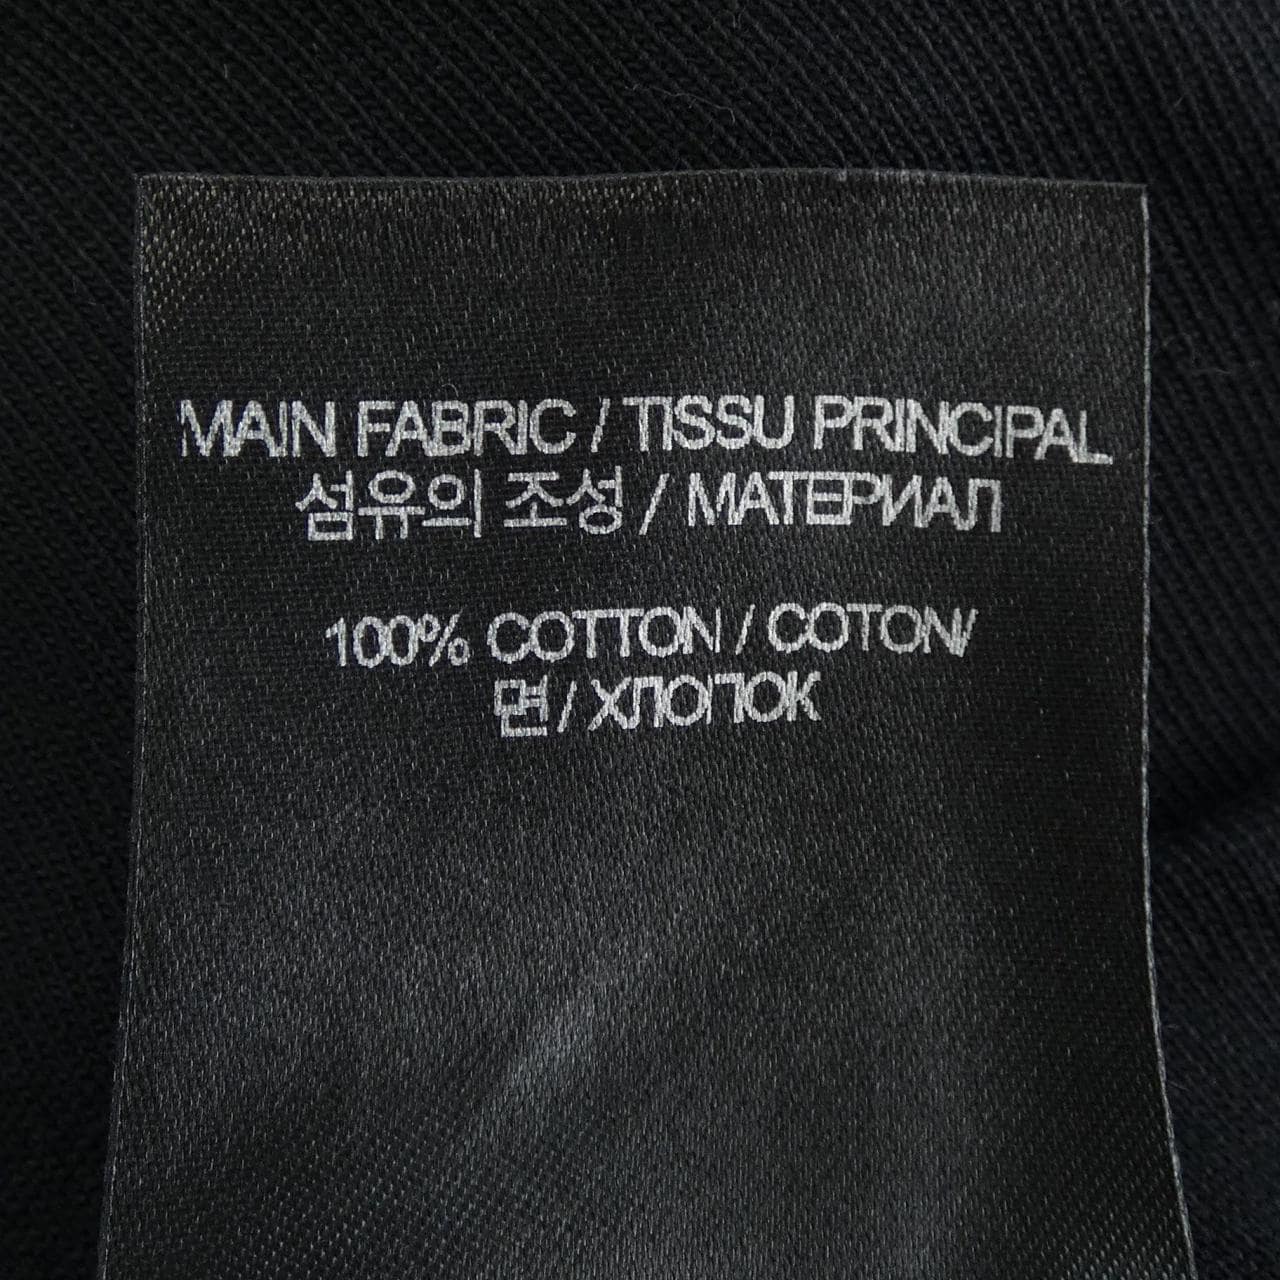 MAIN FABRIC / TISSU PRINCIPAL
섬유의 조성 / МАТЕРИАЛ
100% COTTON / COTON/
면 / ХЛОПОК